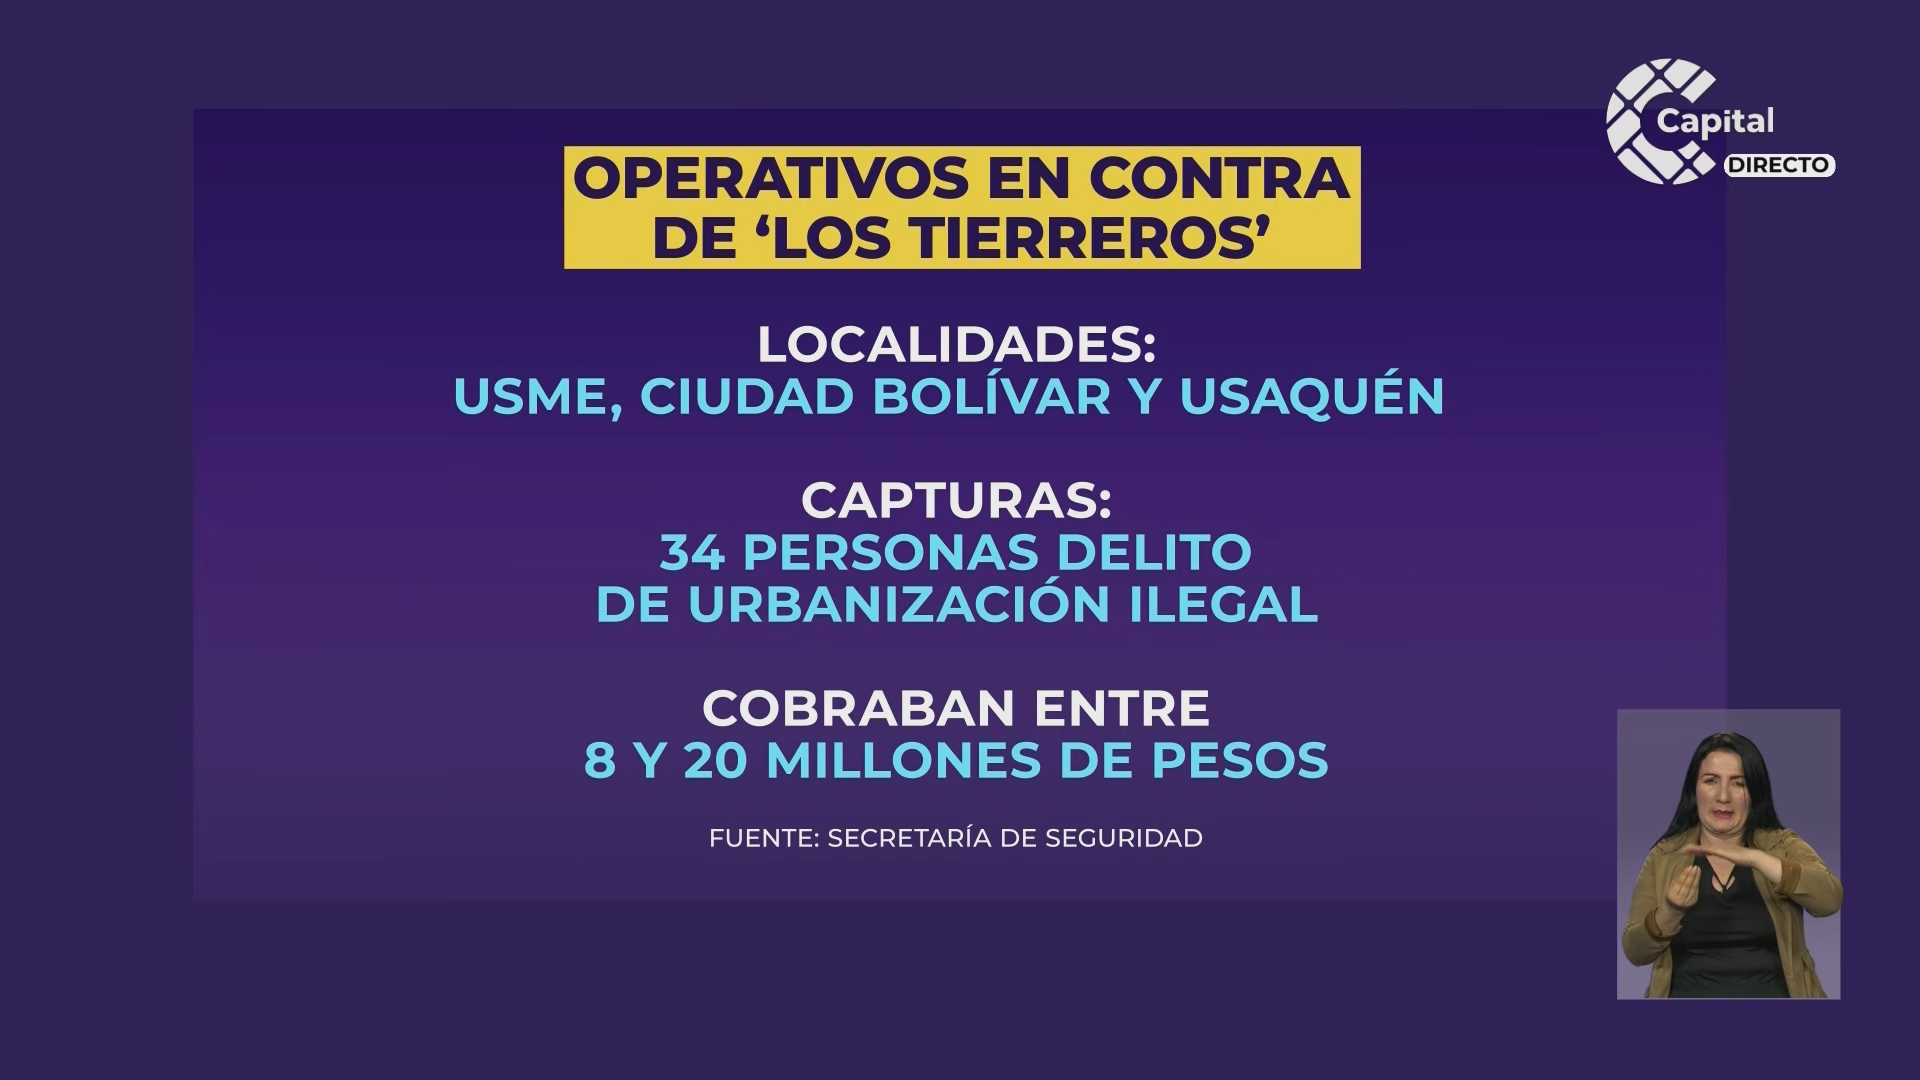 Capital
DIRECTO
OPERATIVOS EN CONTRA
DE ‘LOS TIERREROS’
LOCALIDADES:
USME, CIUDAD BOLÍVAR Y USAQUÉN
CAPTURAS:
34 PERSONAS DELITO
DE URBANIZACIÓN ILEGAL
COBRABAN ENTRE
8 Y 20 MILLONES DE PESOS
FUENTE: SECRETARÍA DE SEGURIDAD